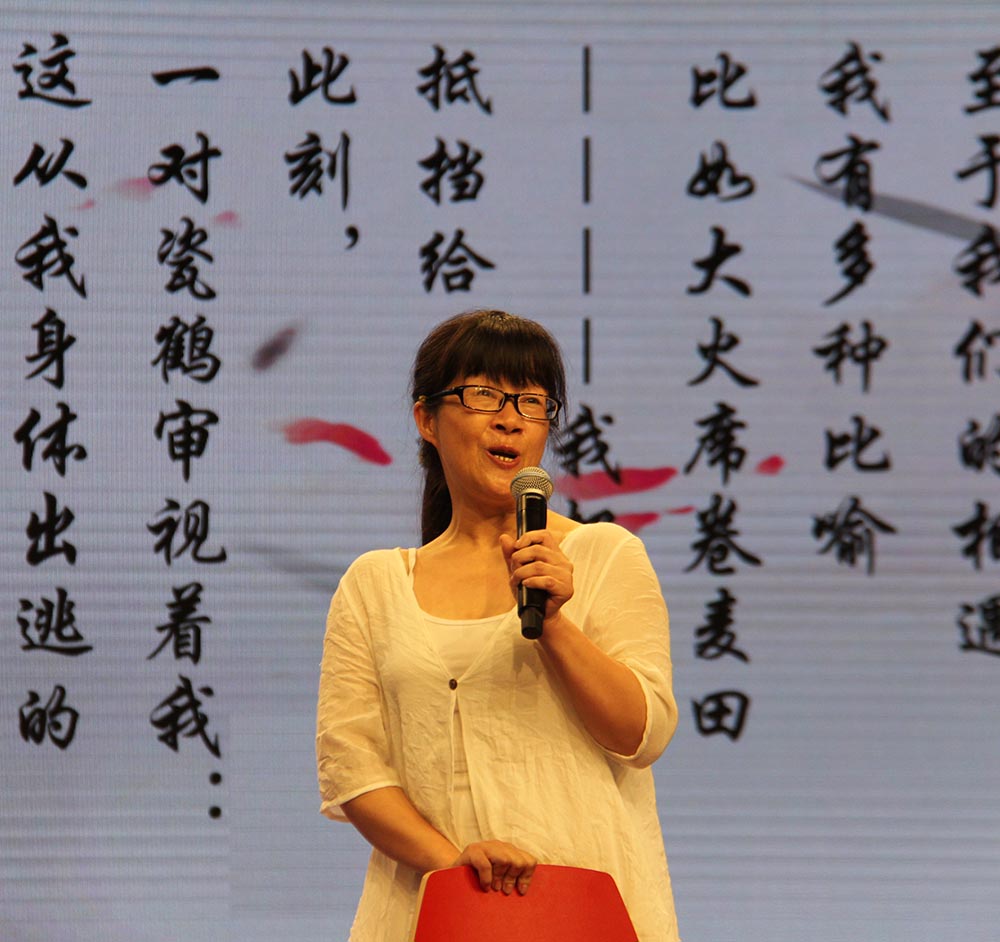 至于我们的相遇
我有多种比喻
比如大火席卷麦田
————我
抵挡给
此刻，
一对瓷鹤审视着我：
这从我身体出逃的